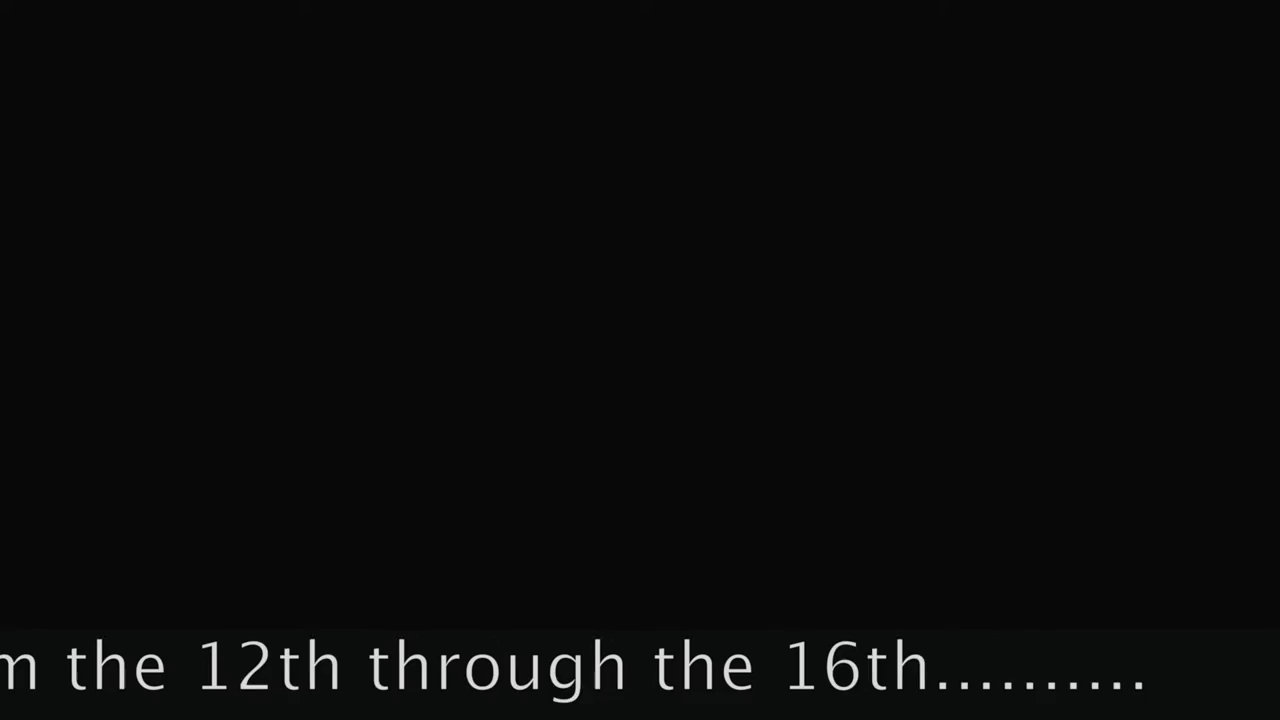 m the 12th through the 16th..........